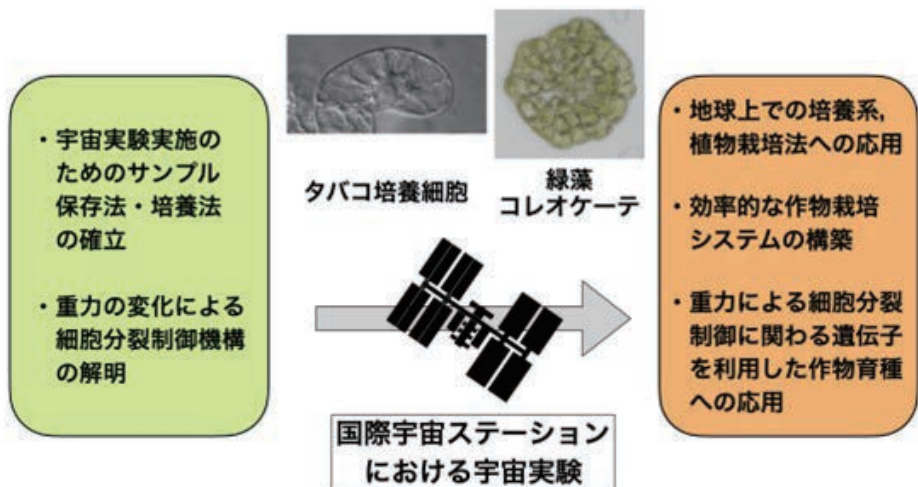 ・宇宙実験実施の
ためのサンプル
保存法・培養法
の確立
・重力の変化による
細胞分裂制御機構
の解明
タバコ培養細胞
緑藻
コレオケーテ
国際宇宙ステーション
における宇宙実験
・地球上での培養系,
植物栽培法への応用
・効率的な作物栽培
システムの構築
・重力による細胞分裂
制御に関わる遺伝子
を利用した作物育種
への応用